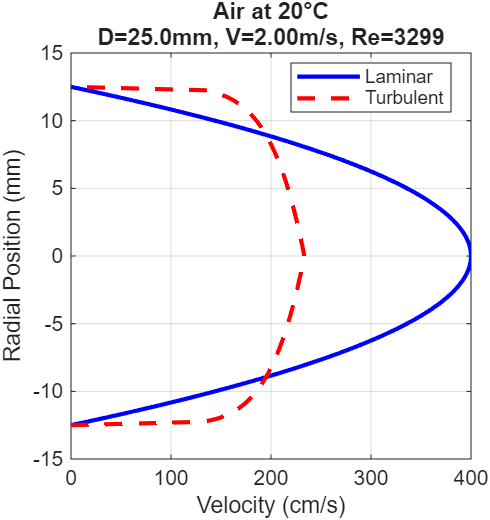 Air at 20°C
D=25.0mm, V=2.00m/s, Re=3299
Laminar
Turbulent
15
10
5
0
-5
-10
-15
Radial Position (mm)
0
100
200
300
400
Velocity (cm/s)